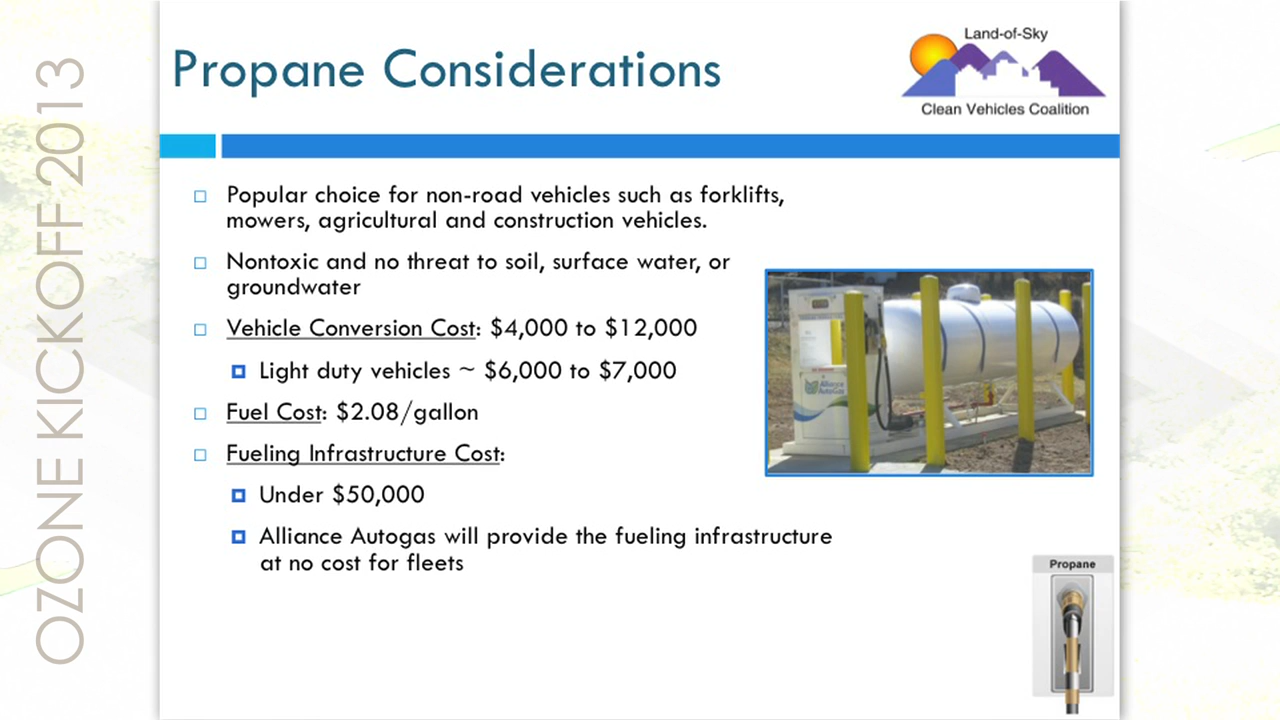 OZONE KICKOFF 2013
Propane Considerations
Land-of-Sky
Clean Vehicles Coalition
Popular choice for non-road vehicles such as forklifts,
mowers, agricultural and construction vehicles.
Nontoxic and no threat to soil, surface water, or
groundwater
Vehicle Conversion Cost: $4,000 to $12,000
Light duty vehicles ~ $6,000 to $7,000
Fuel Cost: $2.08/gallon
Fueling Infrastructure Cost:
Under $50,000
Alliance Autogas will provide the fueling infrastructure
at no cost for fleets
Alliance
AutoGas
Propane